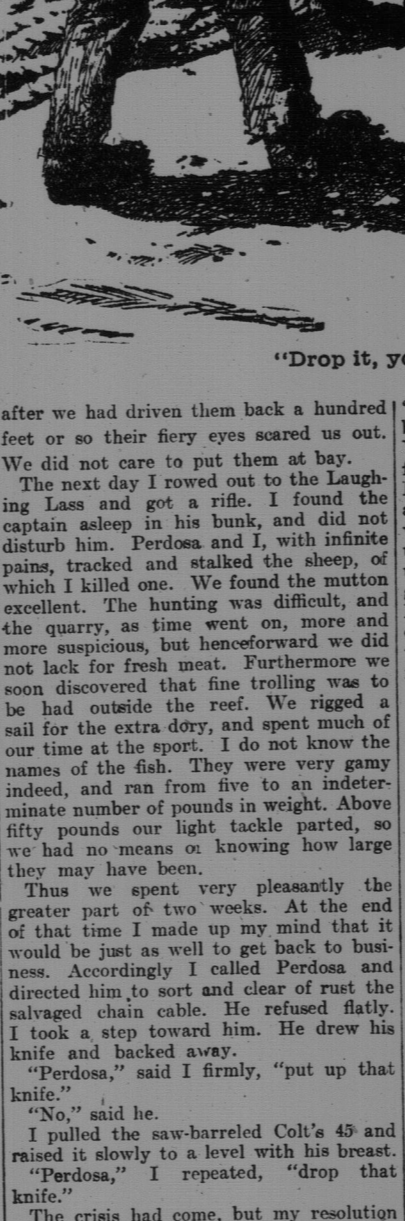 "Drop it, yo
after we had driven them back a hundred
feet or so their fiery eyes scared us out.
We did not care to put them at bay.
The next day I rowed out to the Laugh-
ing Lass and got a rifle. I found the
captain asleep in his bunk, and did not
disturb him. Perdosa and I, with infinite
pains, tracked and stalked the sheep, of
which I killed one. We found the mutton
excellent. The hunting was difficult, and
the quarry, as time went on, more and
more suspicious, but henceforward we did
not lack for fresh meat. Furthermore we
soon discovered that fine trolling was to
be had outside the reef. We rigged a
sail for the extra dory, and spent much of
our time at the sport. I do not know the
names of the fish. They were very gamy
indeed, and ran from five to an indeter-
minate number of pounds in weight. Above
fifty pounds our light tackle parted, so
we had no means of knowing how large
they may have been.
Thus we spent very pleasantly the
greater part of two weeks. At the end
of that time I made up my mind that it
would be just as well to get back to busi-
ness. Accordingly I called Perdosa and
directed him to sort and clear of rust the
salvaged chain cable. He refused flatly.
I took a step toward him. He drew his
knife and backed away.
"Perdosa," said I firmly, "put up that
knife."
"No," said he.
I pulled the saw-barreled Colt's 45 and
raised it slowly to a level with his breast.
"Perdosa," I repeated, "drop that
knife."
The crisis had come, but my resolution